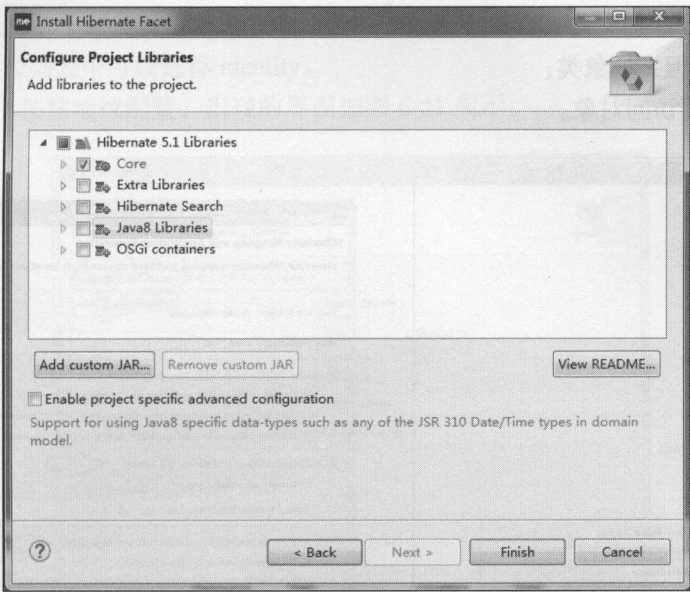 me Install Hibernate Facet
Configure Project Libraries
Add libraries to the project.
Hibernate 5.1 Libraries
Core
Extra Libraries
Hibernate Search
Java8 Libraries
OSGi containers
Add custom JAR...
Remove custom JAR
View README...
Enable project specific advanced configuration
Support for using Java8 specific data-types such as any of the JSR 310 Date/Time types in domain
model.
?
< Back
Next >
Finish
Cancel